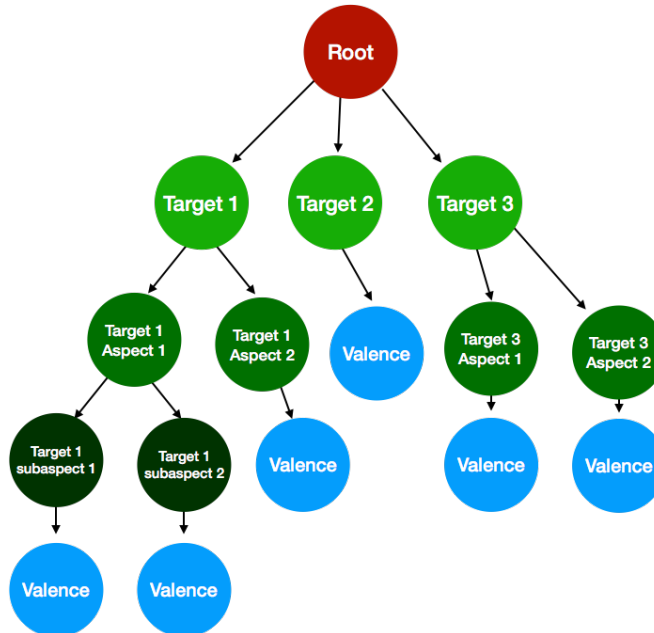 Root
Target 1
Target 2
Target 3
Target 1
Aspect 1
Target 1
Aspect 2
Valence
Target 3
Aspect 1
Target 3
Aspect 2
Target 1
subaspect 1
Target 1
subaspect 2
Valence
Valence
Valence
Valence
Valence